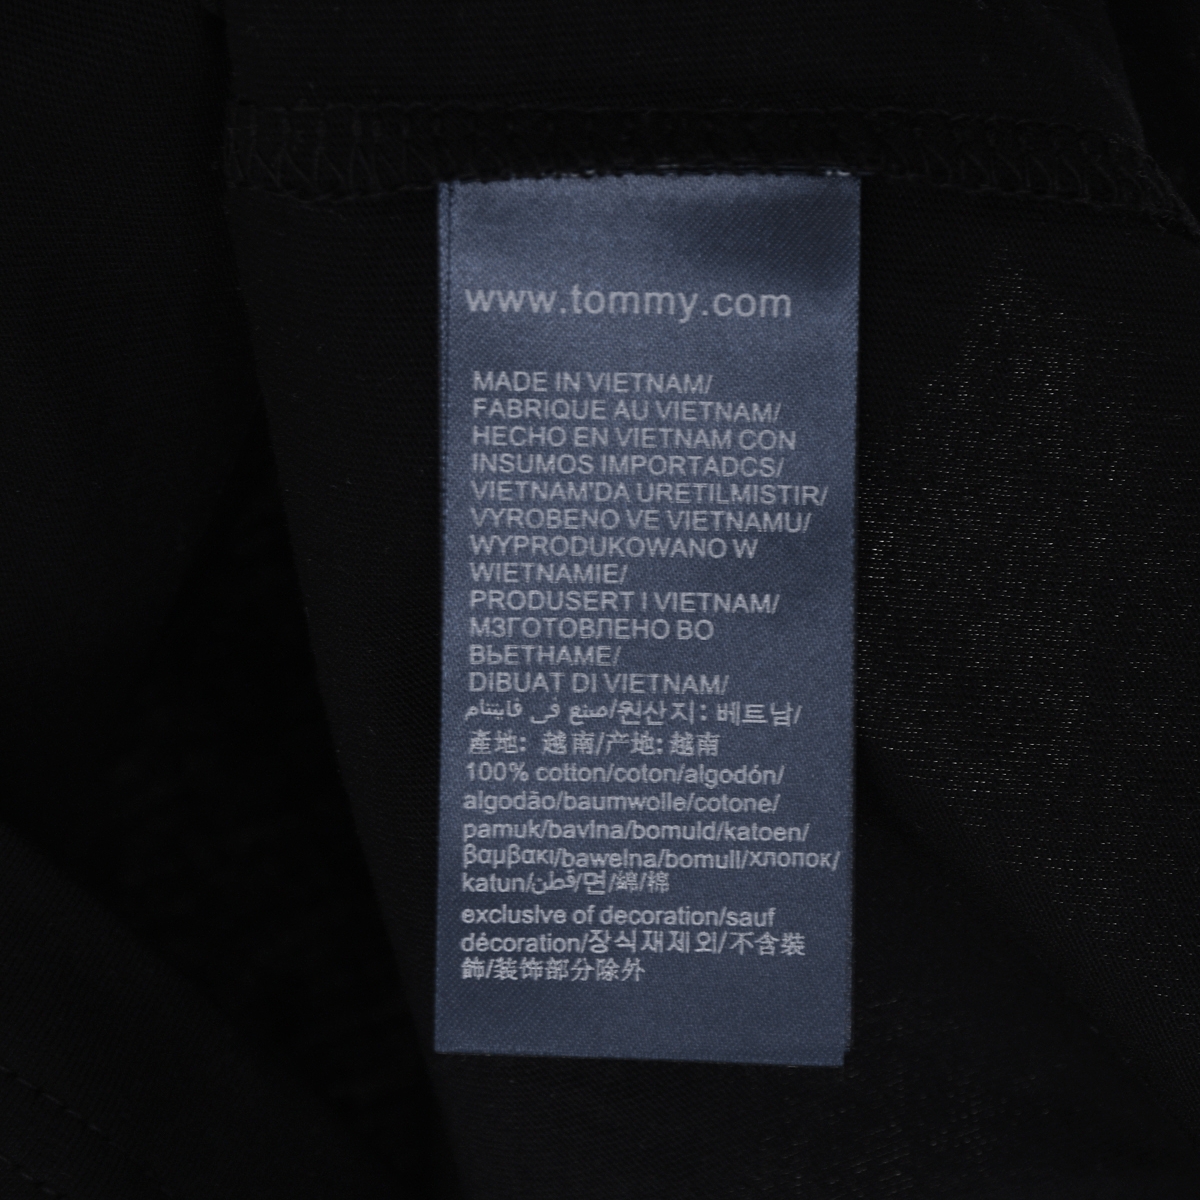 www.tommy.com
MADE IN VIETNAM/
FABRIQUE AU VIETNAM/
HECHO EN VIETNAM CON
INSUMOS IMPORTADCS/
VIETNAM'DA URETILMISTIR/
VYROBENO VE VIETNAMU/
WYPRODUKOWANO W
WIETNAMIE/
PRODUSERT I VIETNAM/
МЗГОТОВЛЕНО ВО
ВЬЕТНАМЕ/
DIBUAT DI VIETNAM/
صنع في فايتنام/원산지: 베트남/
產地: 越南/产地: 越南
100% cotton/coton/algodón/
algodão/baumwolle/cotone/
pamuk/bavlna/bomuld/katoen/
βαμβακι/bawelna/bomull/хлопок/
katun/قطن/면/綿/棉
exclusive of decoration/sauf
décoration/장식재제외/不含裝
飾/装饰部分除外